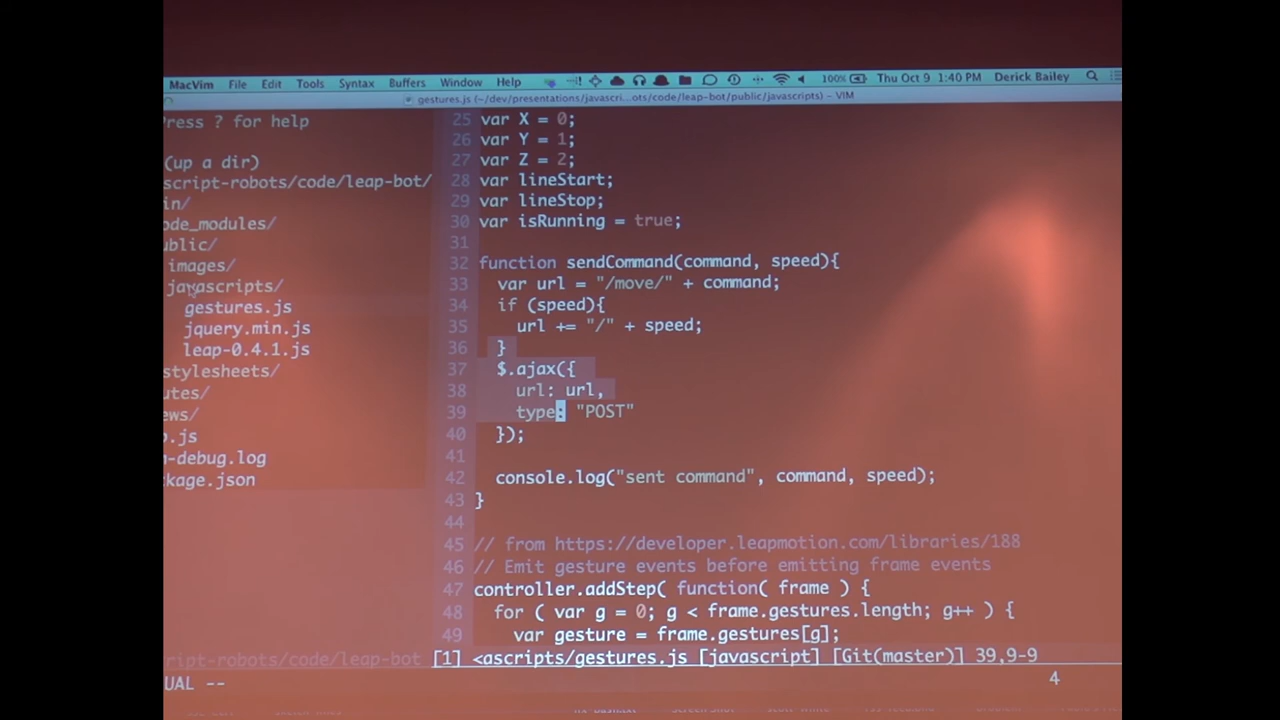 MacVim File Edit Tools Syntax Buffers Window Help 100% Thu Oct 9 1:40 PM Derick Bailey
gestures.js (~/dev/presentations/javascri...ots/code/leap-bot/public/javascripts) – VIM
Press ? for help
(up a dir)
script-robots/code/leap-bot/
in/
ode_modules/
ublic/
images/
javascripts/
gestures.js
jquery.min.js
leap-0.4.1.js
stylesheets/
utes/
ews/
p.js
m-debug.log
ckage.json
25 var X = 0;
26 var Y = 1;
27 var Z = 2;
28 var lineStart;
29 var lineStop;
30 var isRunning = true;
31
32 function sendCommand(command, speed){
33 var url = "/move/" + command;
34 if (speed){
35 url += "/" + speed;
36 }
37 $.ajax({
38 url: url,
39 type: "POST"
40 });
41
42 console.log("sent command", command, speed);
43 }
44
45 // from https://developer.leapmotion.com/libraries/188
46 // Emit gesture events before emitting frame events
47 controller.addStep( function( frame ) {
48 for ( var g = 0; g < frame.gestures.length; g++ ) {
49 var gesture = frame.gestures[g];
cript-robots/code/leap-bot [1] <ascripts/gestures.js [javascript] [Git(master)] 39,9-9
UAL -- 4